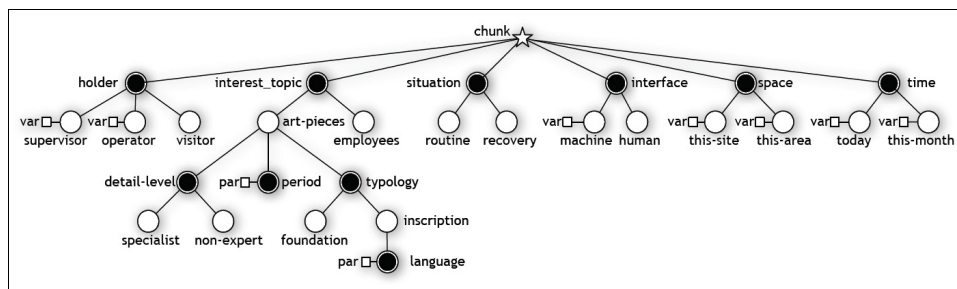 chunk
holder interest_topic situation interface space time
var var art-pieces var var var var var
supervisor operator visitor employees routine recovery machine human this-site this-area today this-month
detail-level par period typology
inscription
specialist non-expert foundation
par language